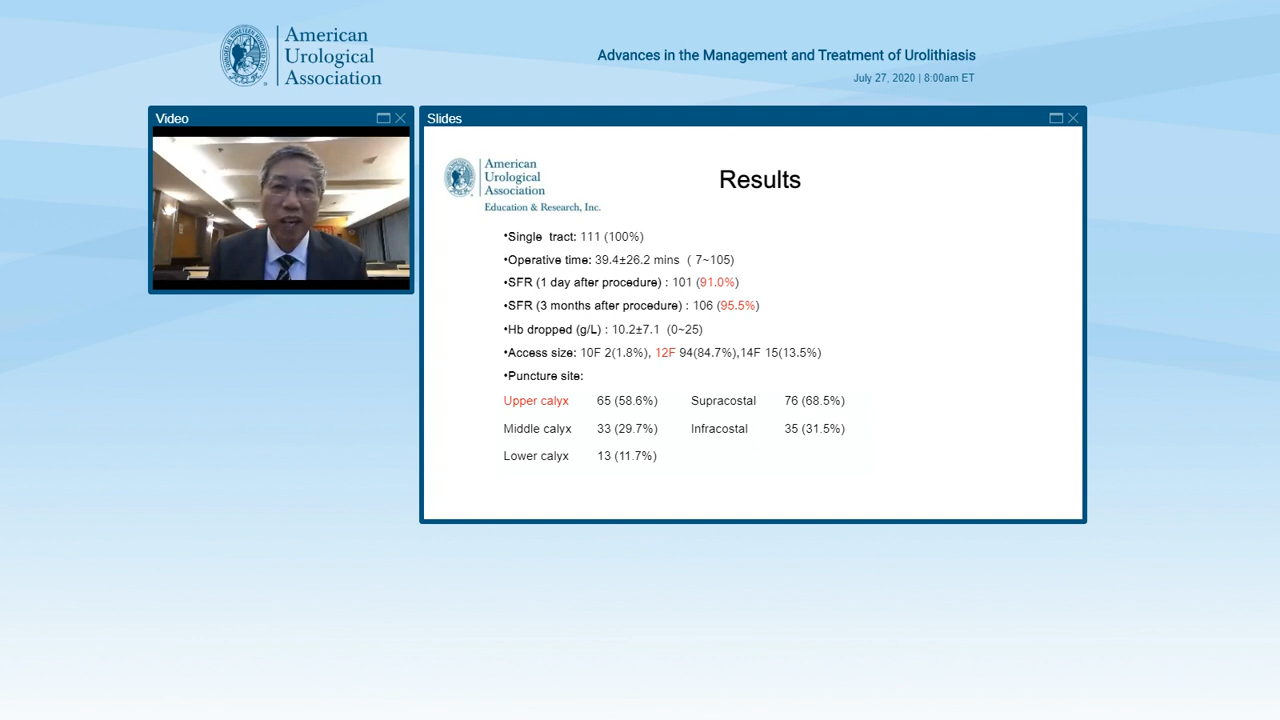 American
Urological
Association
Advances in the Management and Treatment of Urolithiasis
July 27, 2020 | 8:00am ET
Video
Slides
American
Urological
Association
Education & Research, Inc.
Results
•Single tract: 111 (100%)
•Operative time: 39.4±26.2 mins ( 7~105)
•SFR (1 day after procedure) : 101 (91.0%)
•SFR (3 months after procedure) : 106 (95.5%)
•Hb dropped (g/L) : 10.2±7.1 (0~25)
•Access size: 10F 2(1.8%), 12F 94(84.7%),14F 15(13.5%)
•Puncture site:
Upper calyx 65 (58.6%) Supracostal 76 (68.5%)
Middle calyx 33 (29.7%) Infracostal 35 (31.5%)
Lower calyx 13 (11.7%)